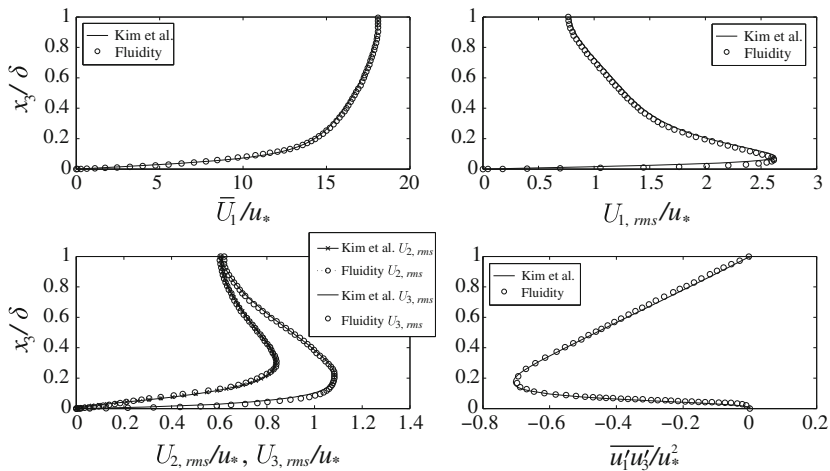 1
0.8
0.6
0.4
0.2
0
x₃/ δ
Kim et al.
Fluidity
0 5 10 15 20
U̅₁/u*
1
0.8
0.6
0.4
0.2
0
Kim et al.
Fluidity
0 0.5 1 1.5 2 2.5 3
U₁, rms/u*
1
0.8
0.6
0.4
0.2
0
x₃/ δ
Kim et al. U₂, rms
Fluidity U₂, rms
Kim et al. U₃, rms
Fluidity U₃, rms
0 0.2 0.4 0.6 0.8 1 1.2 1.4
U₂, rms/u* , U₃, rms/u*
1
0.8
0.6
0.4
0.2
0
Kim et al.
Fluidity
−0.8 −0.6 −0.4 −0.2 0 0.2
u₁′u₃′/u*²